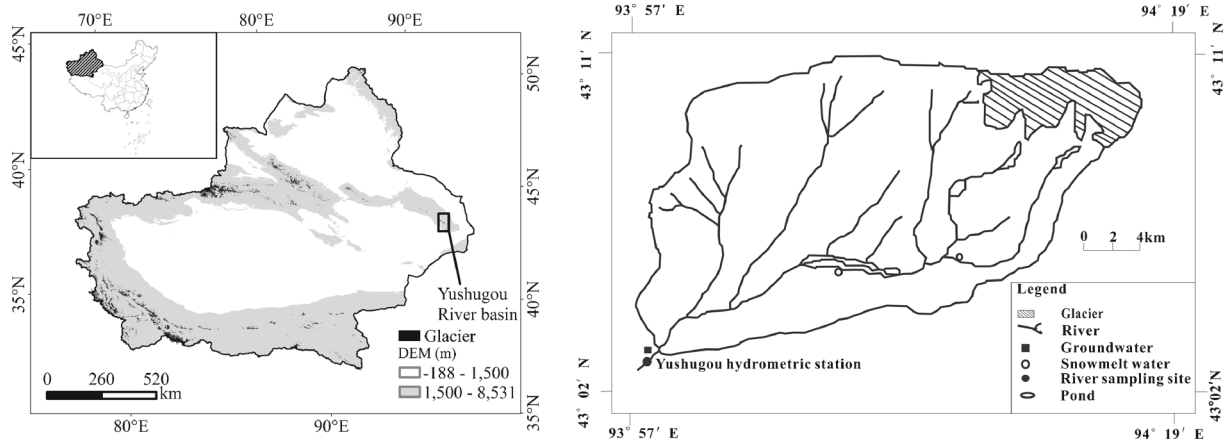 70°E
80°E
90°E
45°N
40°N
35°N
50°N
45°N
40°N
35°N
Yushugou
River basin
Glacier
DEM (m)
-188 - 1,500
1,500 - 8,531
0 260 520
km
80°E
90°E
93° 57′ E
94° 19′ E
43° 11′ N
43° 11′ N
0 2 4km
Legend
Glacier
River
Groundwater
Snowmelt water
River sampling site
Pond
Yushugou hydrometric station
43° 02′ N
43°02′N
93° 57′ E
94° 19′ E